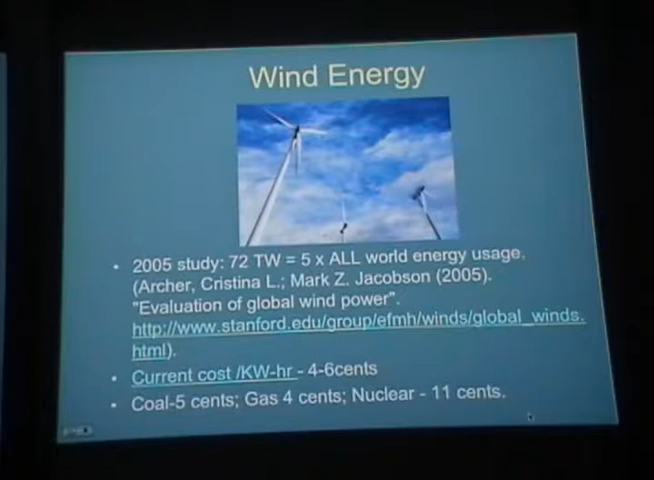 Wind Energy
• 2005 study: 72 TW = 5 x ALL world energy usage.
(Archer, Cristina L.; Mark Z. Jacobson (2005).
"Evaluation of global wind power".
http://www.stanford.edu/group/efmh/winds/global_winds.
html).
• Current cost /KW-hr - 4-6cents
• Coal-5 cents; Gas 4 cents; Nuclear - 11 cents.